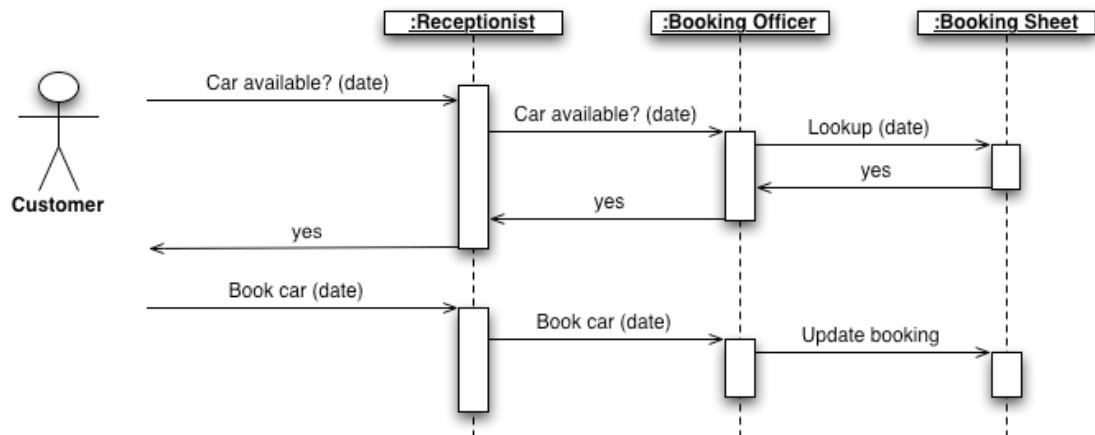 :Receptionist
:Booking Officer
:Booking Sheet
Car available? (date)
Car available? (date)
Lookup (date)
yes
yes
yes
Customer
Book car (date)
Book car (date)
Update booking